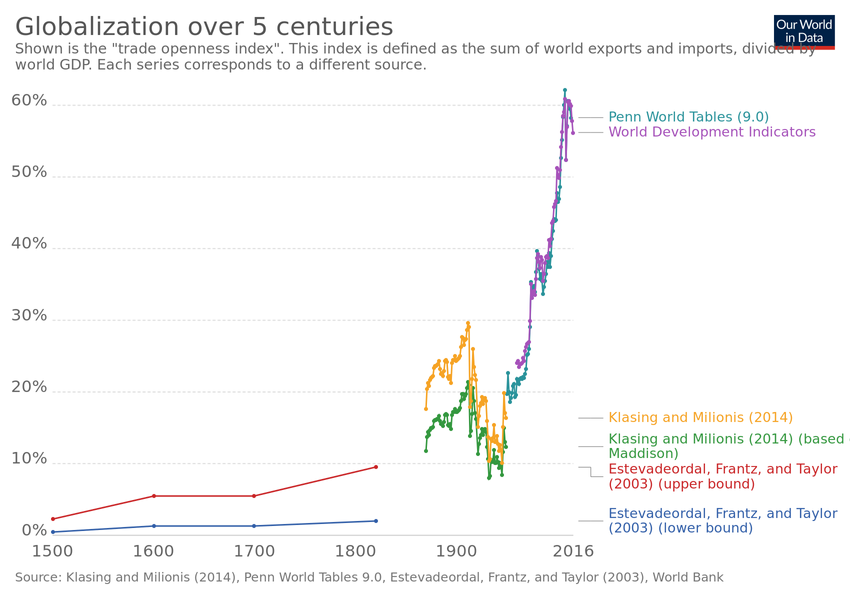 Globalization over 5 centuries
Our World
in Data
Shown is the "trade openness index". This index is defined as the sum of world exports and imports, divided by
world GDP. Each series corresponds to a different source.
60%
50%
40%
30%
20%
10%
0%
1500
1600
1700
1800
1900
2016
Penn World Tables (9.0)
World Development Indicators
Klasing and Milionis (2014)
Klasing and Milionis (2014) (based
Maddison)
Estevadeordal, Frantz, and Taylor
(2003) (upper bound)
Estevadeordal, Frantz, and Taylor
(2003) (lower bound)
Source: Klasing and Milionis (2014), Penn World Tables 9.0, Estevadeordal, Frantz, and Taylor (2003), World Bank